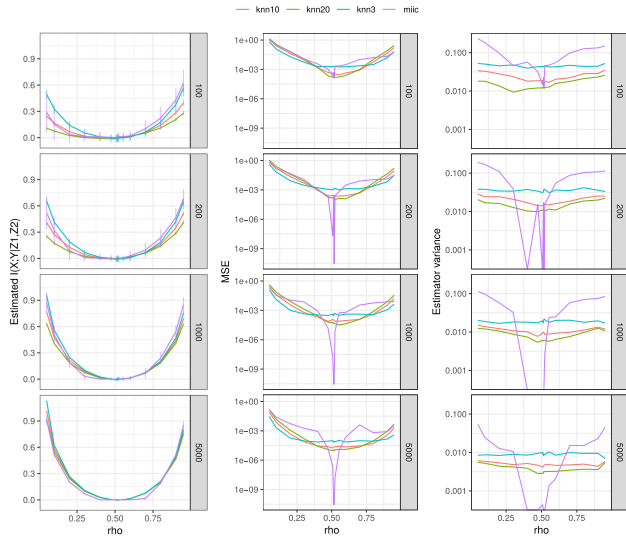 knn10 knn20 knn3 miic
Estimated I(X,Y|Z1,Z2)
0.9
0.6
0.3
0.0
100
0.9
0.6
0.3
0.0
200
0.9
0.6
0.3
0.0
1000
0.9
0.6
0.3
0.0
5000
0.25 0.50 0.75
rho
MSE
1e+00
1e−03
1e−06
1e−09
100
1e+00
1e−03
1e−06
1e−09
200
1e+00
1e−03
1e−06
1e−09
1000
1e+00
1e−03
1e−06
1e−09
5000
0.25 0.50 0.75
rho
Estimator variance
0.100
0.010
0.001
100
0.100
0.010
0.001
200
0.100
0.010
0.001
1000
0.100
0.010
0.001
5000
0.25 0.50 0.75
rho